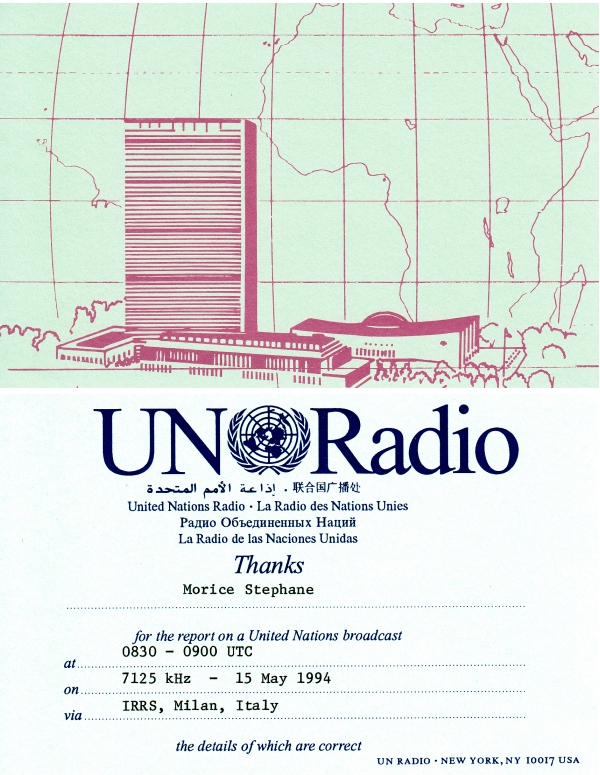 UN Radio
إذاعة الأمم المتحدة . 联合国广播处
United Nations Radio · La Radio des Nations Unies
Радио Объединенных Наций
La Radio de las Naciones Unidas
Thanks
Morice Stephane
for the report on a United Nations broadcast
at 0830 – 0900 UTC
on 7125 kHz – 15 May 1994
via IRRS, Milan, Italy
the details of which are correct
UN RADIO · NEW YORK, NY 10017 USA